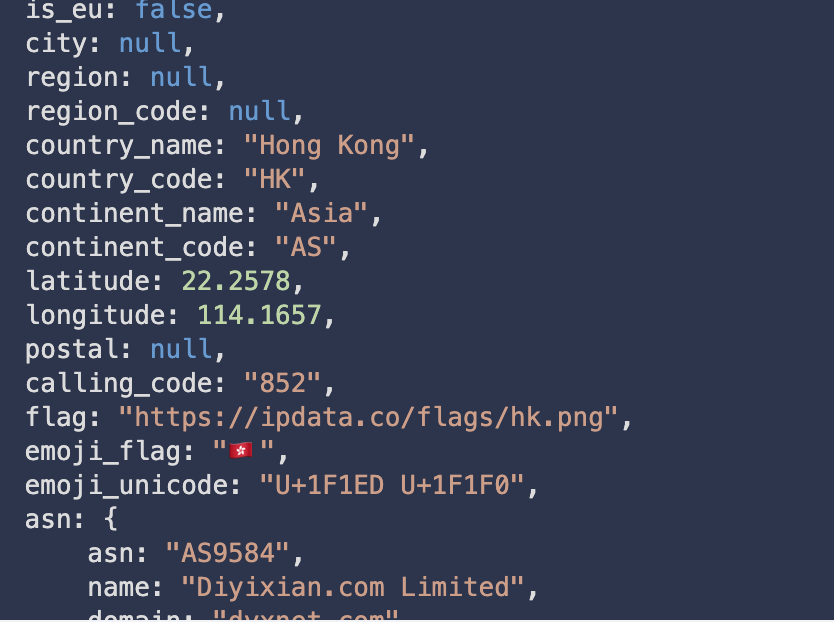 is_eu: false,
city: null,
region: null,
region_code: null,
country_name: "Hong Kong",
country_code: "HK",
continent_name: "Asia",
continent_code: "AS",
latitude: 22.2578,
longitude: 114.1657,
postal: null,
calling_code: "852",
flag: "https://ipdata.co/flags/hk.png",
emoji_flag: "🇭🇰",
emoji_unicode: "U+1F1ED U+1F1F0",
asn: {
    asn: "AS9584",
    name: "Diyixian.com Limited",
    domain: "dyxnet.com"